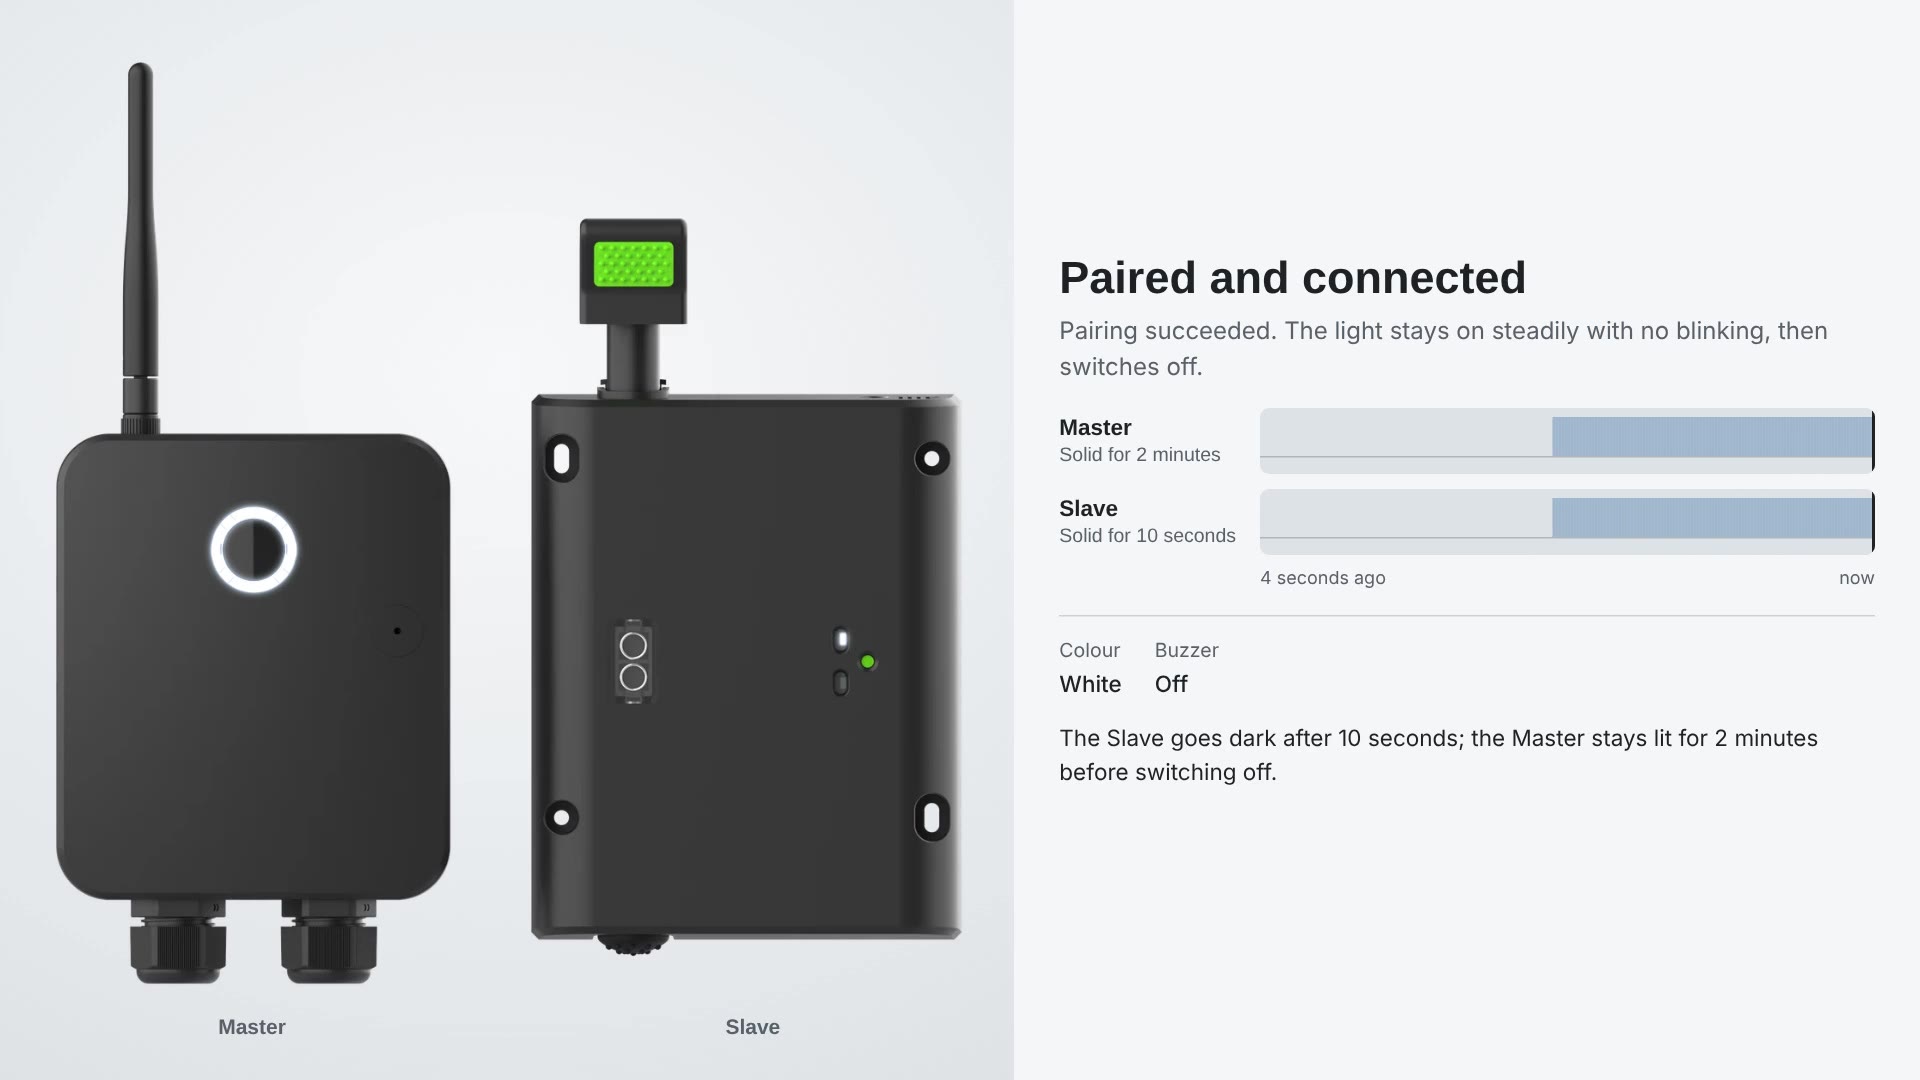 Paired and connected
Pairing succeeded. The light stays on steadily with no blinking, then
switches off.
Master
Solid for 2 minutes
Slave
Solid for 10 seconds
4 seconds ago
now
Colour
Buzzer
White
Off
The Slave goes dark after 10 seconds; the Master stays lit for 2 minutes
before switching off.
Master
Slave